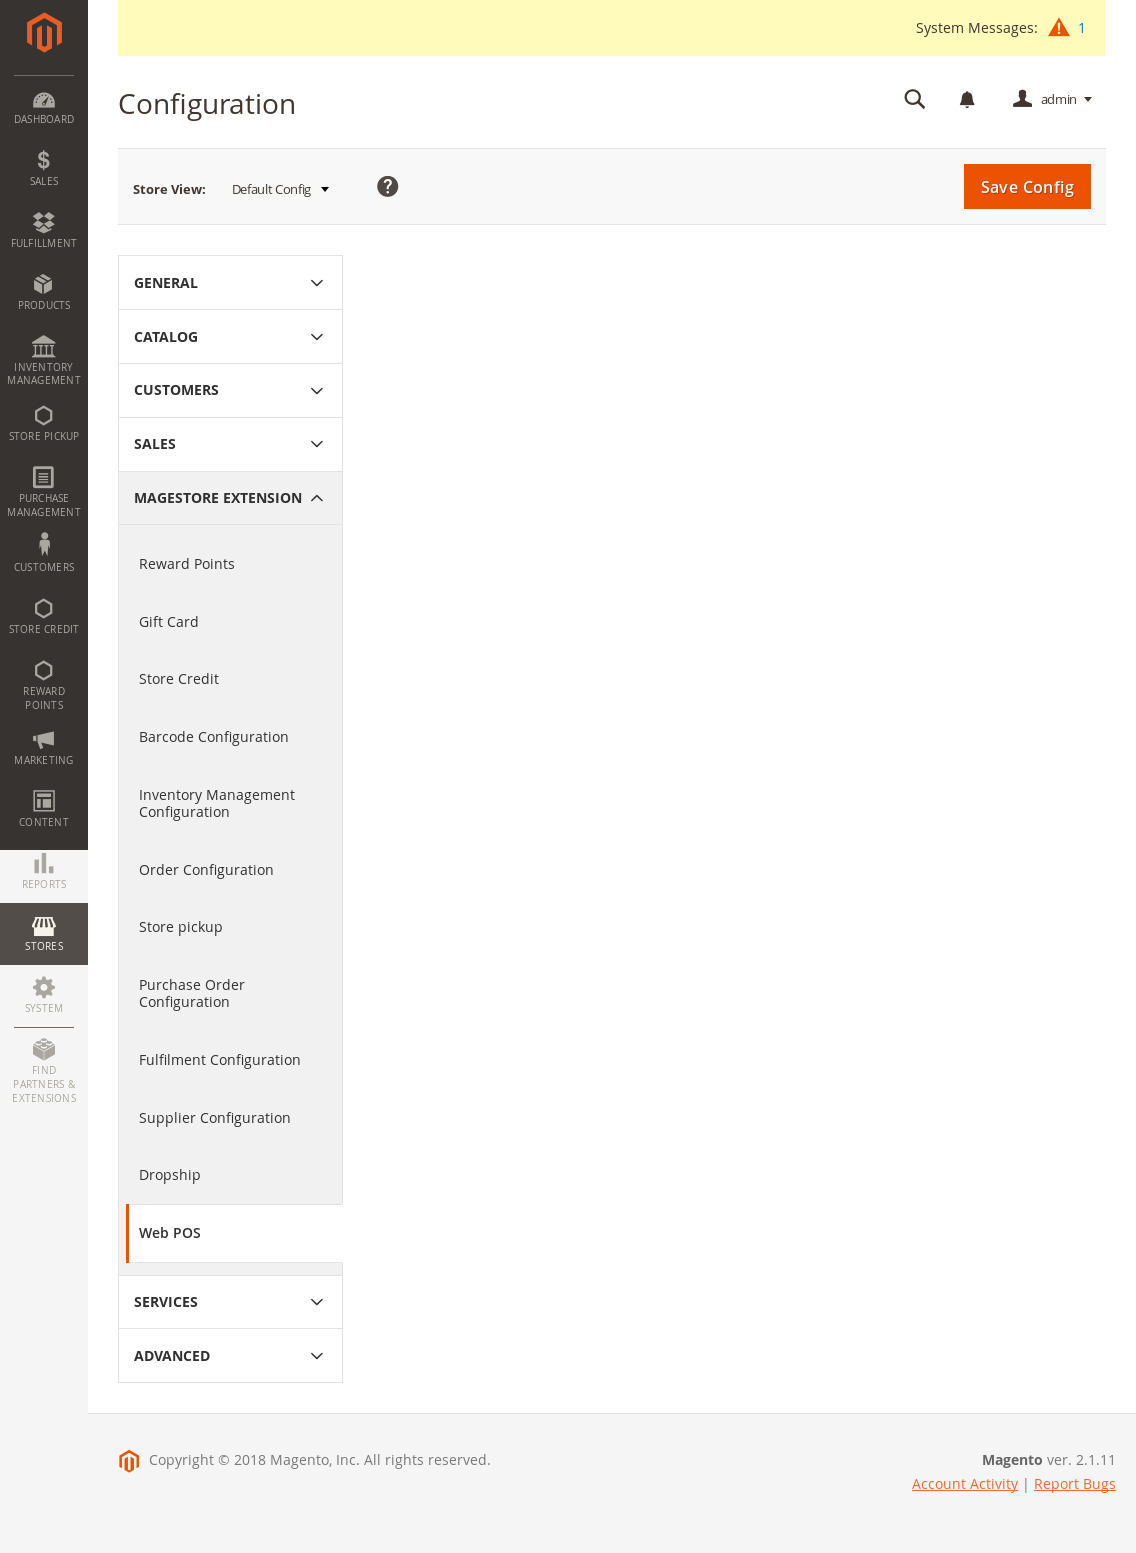 System Messages: 1
Configuration
admin
Store View: Default Config
Save Config
DASHBOARD
SALES
FULFILLMENT
PRODUCTS
INVENTORY
MANAGEMENT
STORE PICKUP
PURCHASE
MANAGEMENT
CUSTOMERS
STORE CREDIT
REWARD
POINTS
MARKETING
CONTENT
REPORTS
STORES
SYSTEM
FIND
PARTNERS &
EXTENSIONS
GENERAL
CATALOG
CUSTOMERS
SALES
MAGESTORE EXTENSION
Reward Points
Gift Card
Store Credit
Barcode Configuration
Inventory Management
Configuration
Order Configuration
Store pickup
Purchase Order
Configuration
Fulfilment Configuration
Supplier Configuration
Dropship
Web POS
SERVICES
ADVANCED
Copyright © 2018 Magento, Inc. All rights reserved.
Magento ver. 2.1.11
Account Activity | Report Bugs